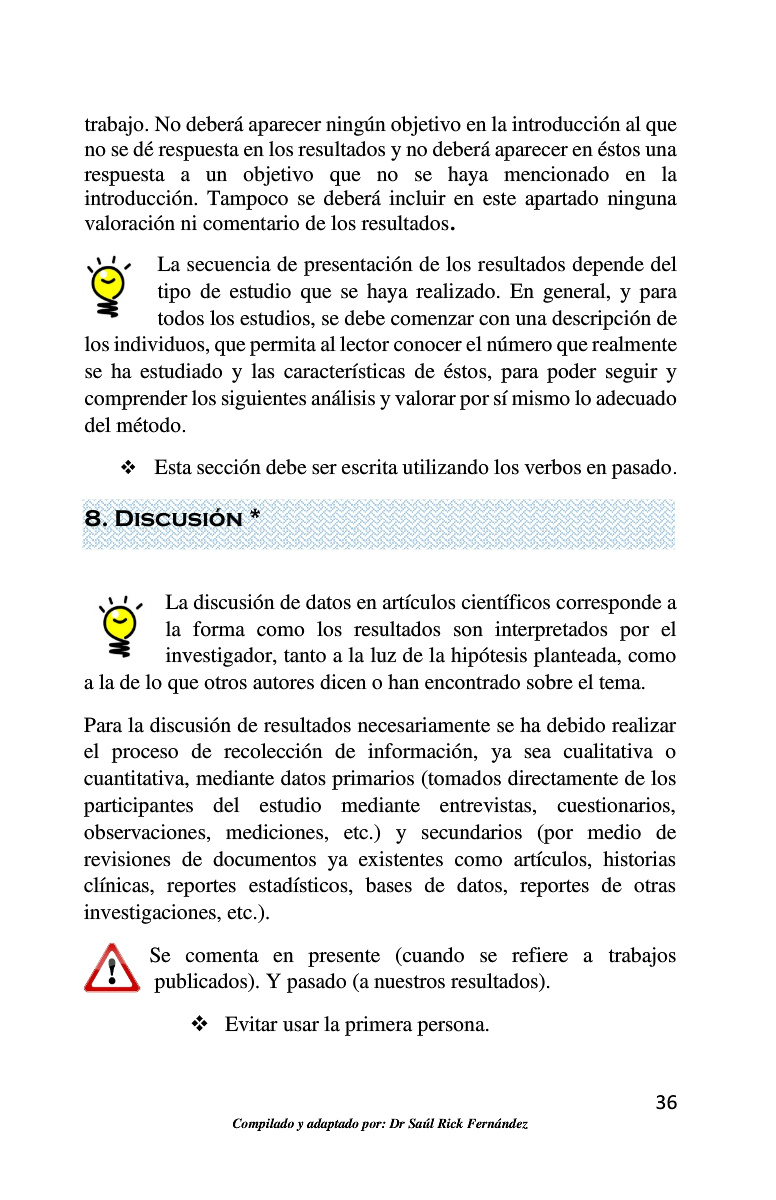 trabajo. No deberá aparecer ningún objetivo en la introducción al que
no se dé respuesta en los resultados y no deberá aparecer en éstos una
respuesta a un objetivo que no se haya mencionado en la
introducción. Tampoco se deberá incluir en este apartado ninguna
valoración ni comentario de los resultados.
La secuencia de presentación de los resultados depende del
tipo de estudio que se haya realizado. En general, y para
todos los estudios, se debe comenzar con una descripción de
los individuos, que permita al lector conocer el número que realmente
se ha estudiado y las características de éstos, para poder seguir y
comprender los siguientes análisis y valorar por sí mismo lo adecuado
del método.
❖ Esta sección debe ser escrita utilizando los verbos en pasado.
8. Discusión *
La discusión de datos en artículos científicos corresponde a
la forma como los resultados son interpretados por el
investigador, tanto a la luz de la hipótesis planteada, como
a la de lo que otros autores dicen o han encontrado sobre el tema.
Para la discusión de resultados necesariamente se ha debido realizar
el proceso de recolección de información, ya sea cualitativa o
cuantitativa, mediante datos primarios (tomados directamente de los
participantes del estudio mediante entrevistas, cuestionarios,
observaciones, mediciones, etc.) y secundarios (por medio de
revisiones de documentos ya existentes como artículos, historias
clínicas, reportes estadísticos, bases de datos, reportes de otras
investigaciones, etc.).
Se comenta en presente (cuando se refiere a trabajos
publicados). Y pasado (a nuestros resultados).
❖ Evitar usar la primera persona.
36
Compilado y adaptado por: Dr Saúl Rick Fernández